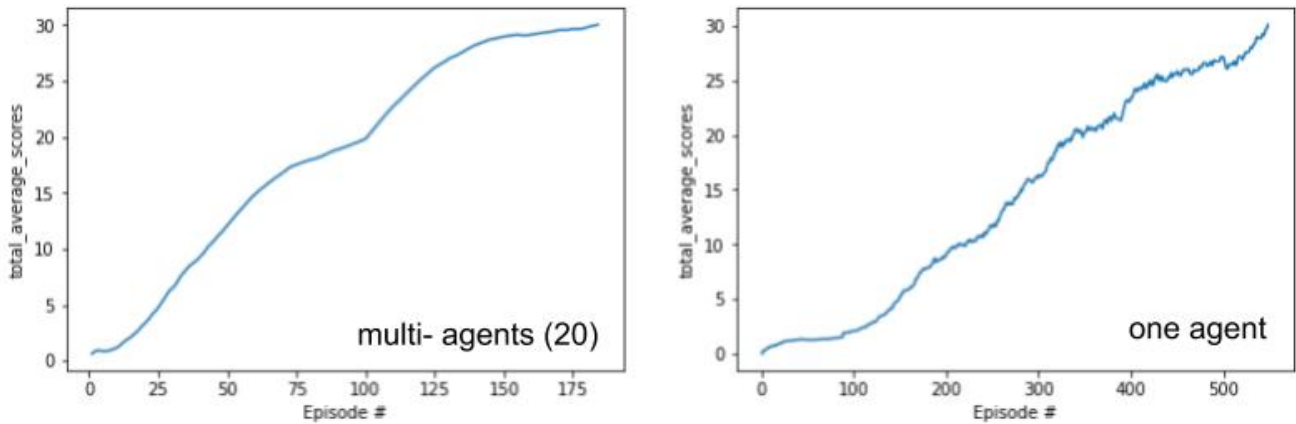 total_average_scores
30
25
20
15
10
5
0
0 25 50 75 100 125 150 175
Episode #
multi- agents (20)
total_average_scores
30
25
20
15
10
5
0
0 100 200 300 400 500
Episode #
one agent